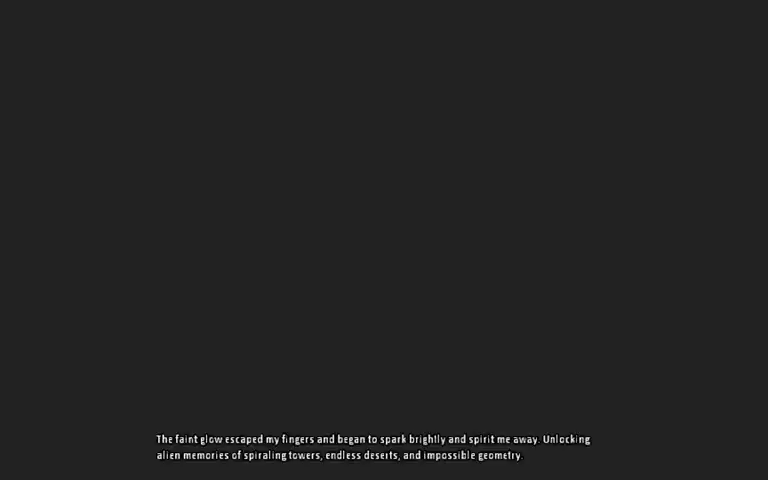 The faint glow escaped my fingers and began to spark brightly and spirit me away. Unlocking
alien memories of spiraling towers, endless deserts, and impossible geometry.